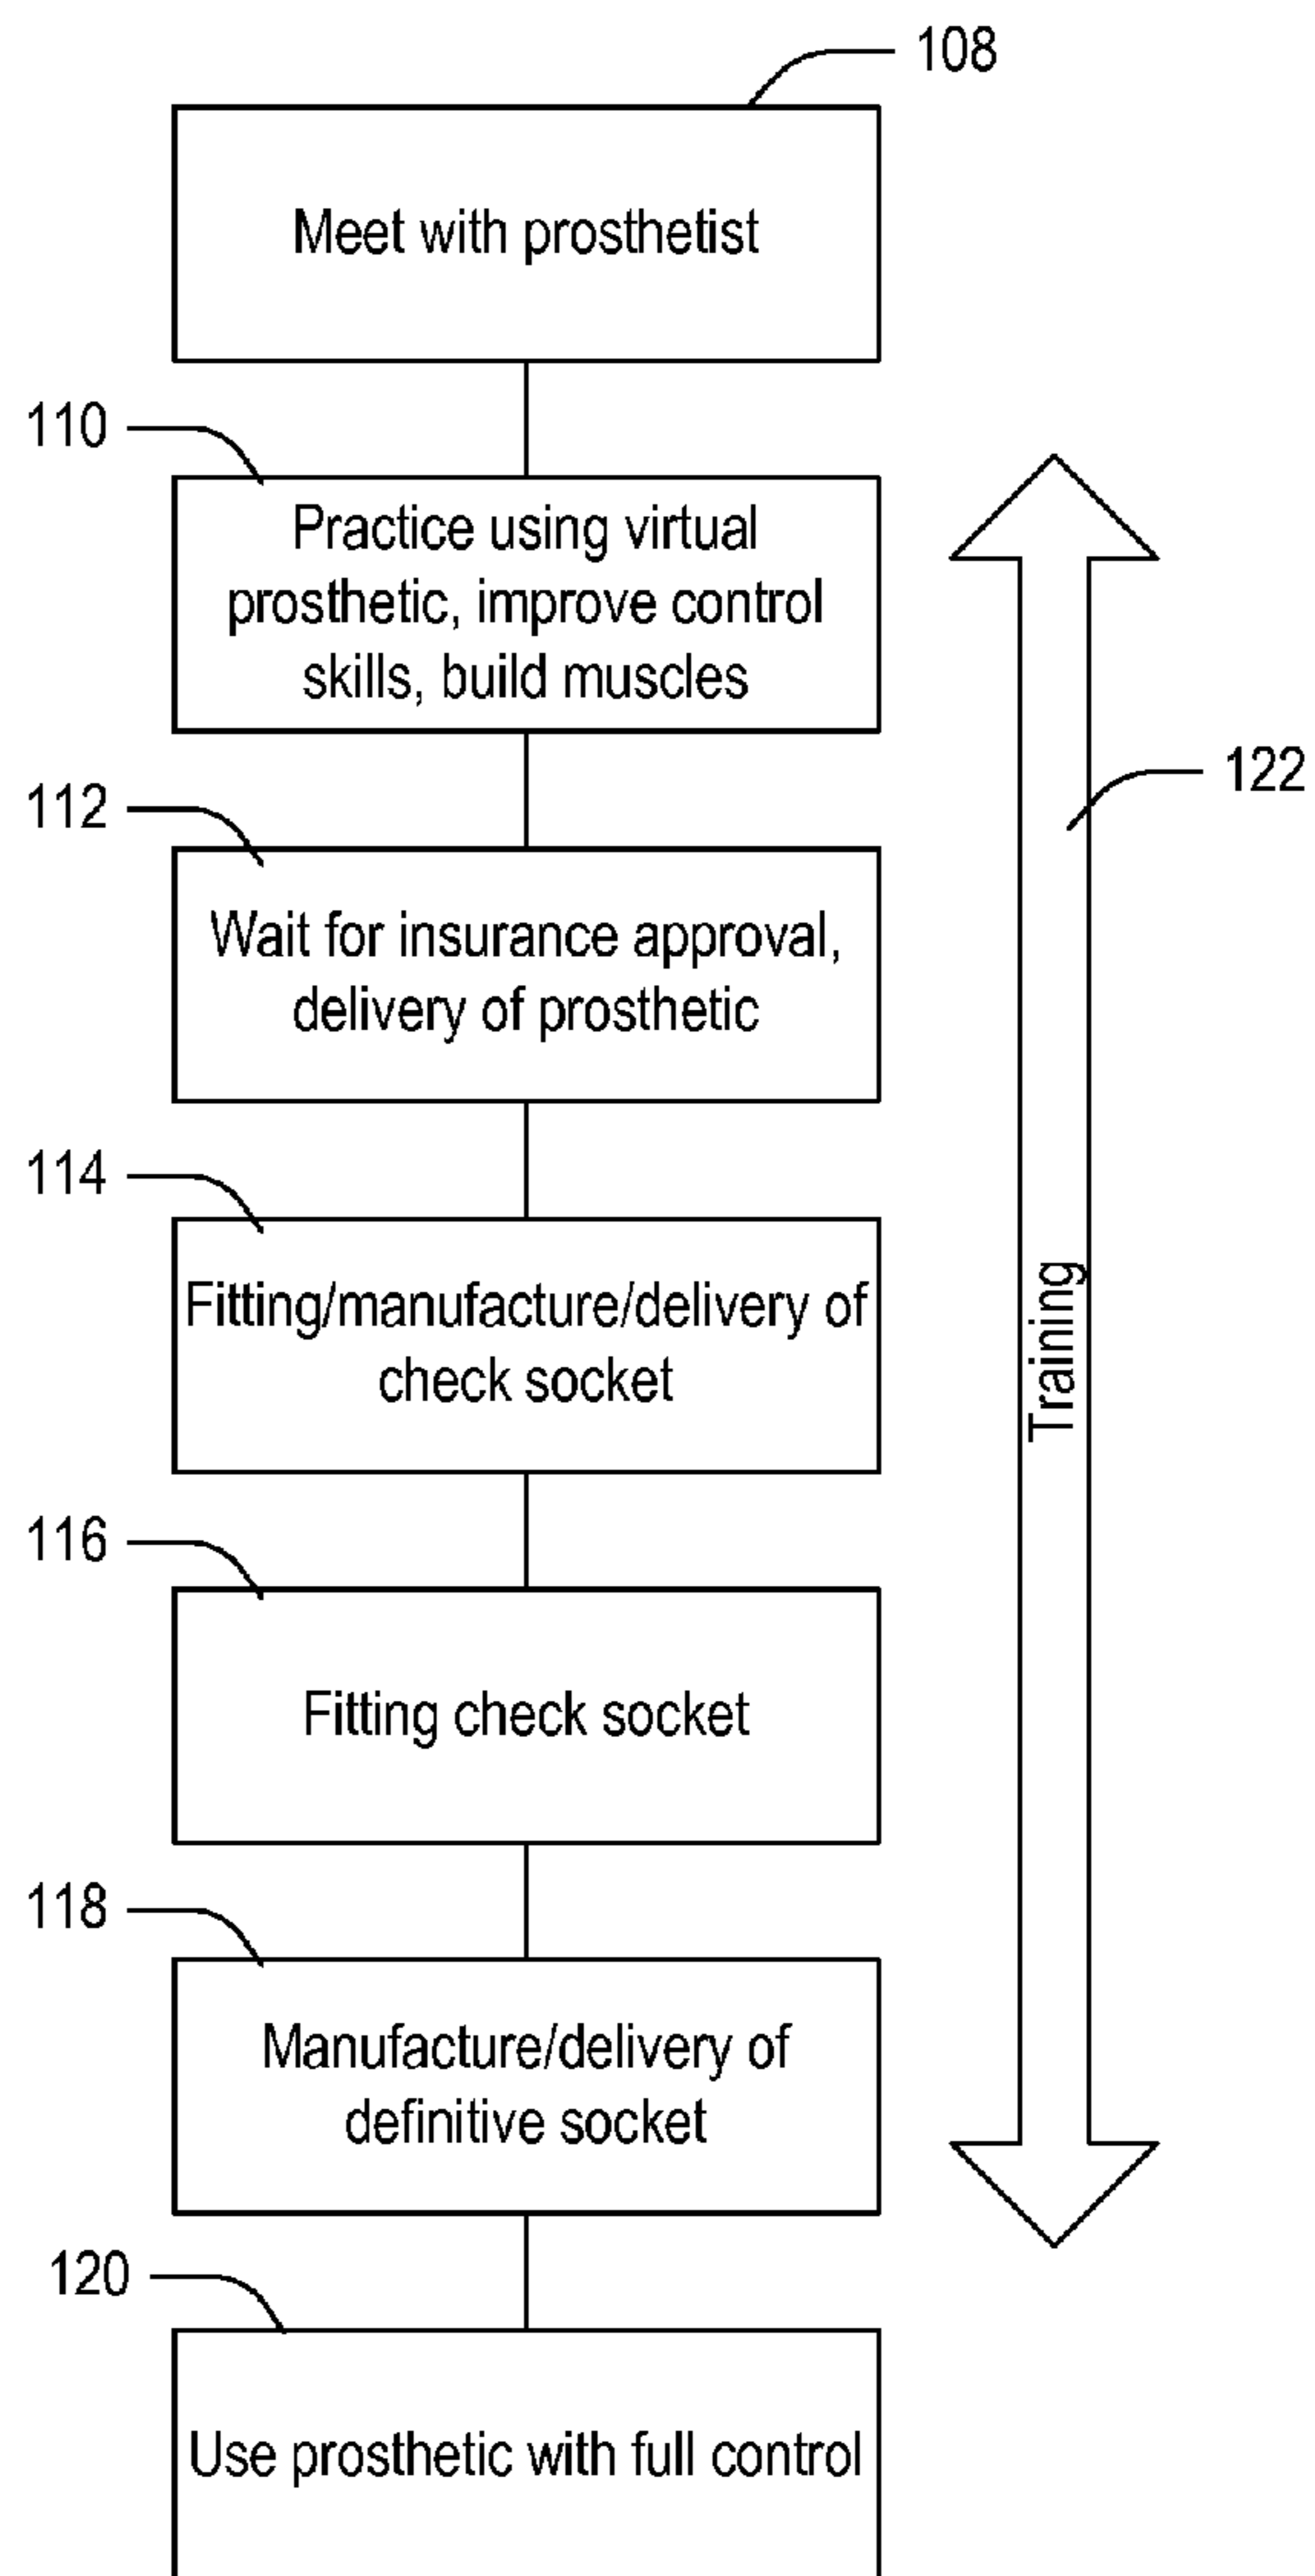 108
Meet with prosthetist
110
Practice using virtual
prosthetic, improve control
skills, build muscles
122
112
Wait for insurance approval,
delivery of prosthetic
114
Fitting/manufacture/delivery of
check socket
Training
116
Fitting check socket
118
Manufacture/delivery of
definitive socket
120
Use prosthetic with full control